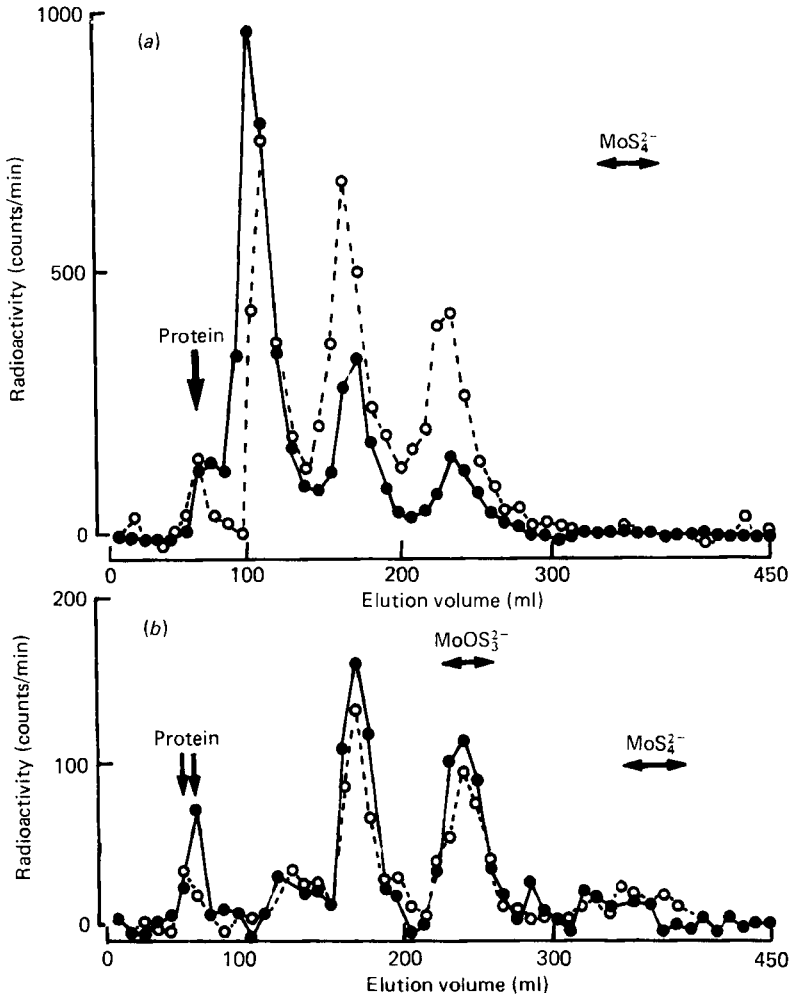 1000
(a)
MoS₄²⁻
500
Protein
0
0 100 200 300 450
Elution volume (ml)
Radioactivity (counts/min)
200
(b)
MoOS₃²⁻
Protein
MoS₄²⁻
100
0
0 100 200 300 450
Elution volume (ml)
Radioactivity (counts/min)